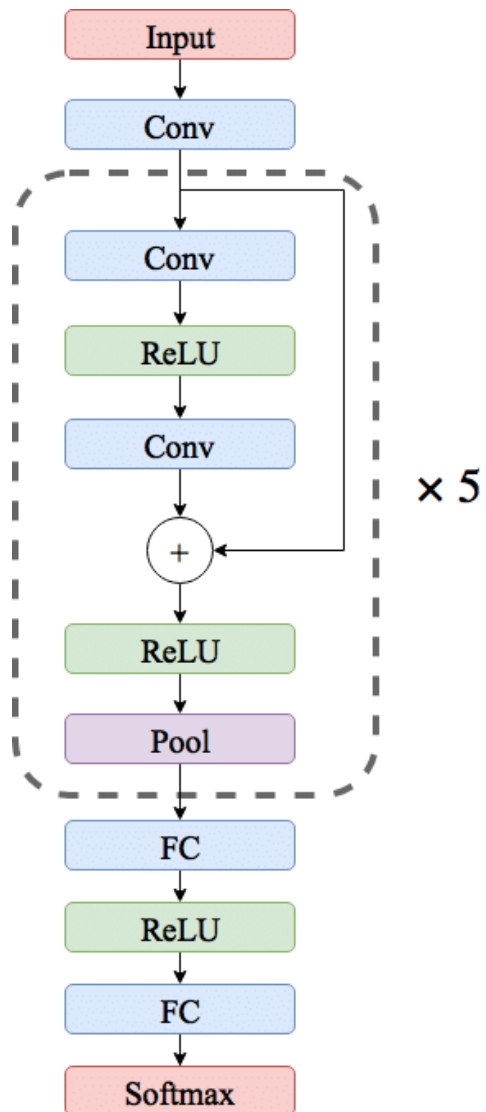 Input
Conv
Conv
ReLU
Conv
× 5
+
ReLU
Pool
FC
ReLU
FC
Softmax